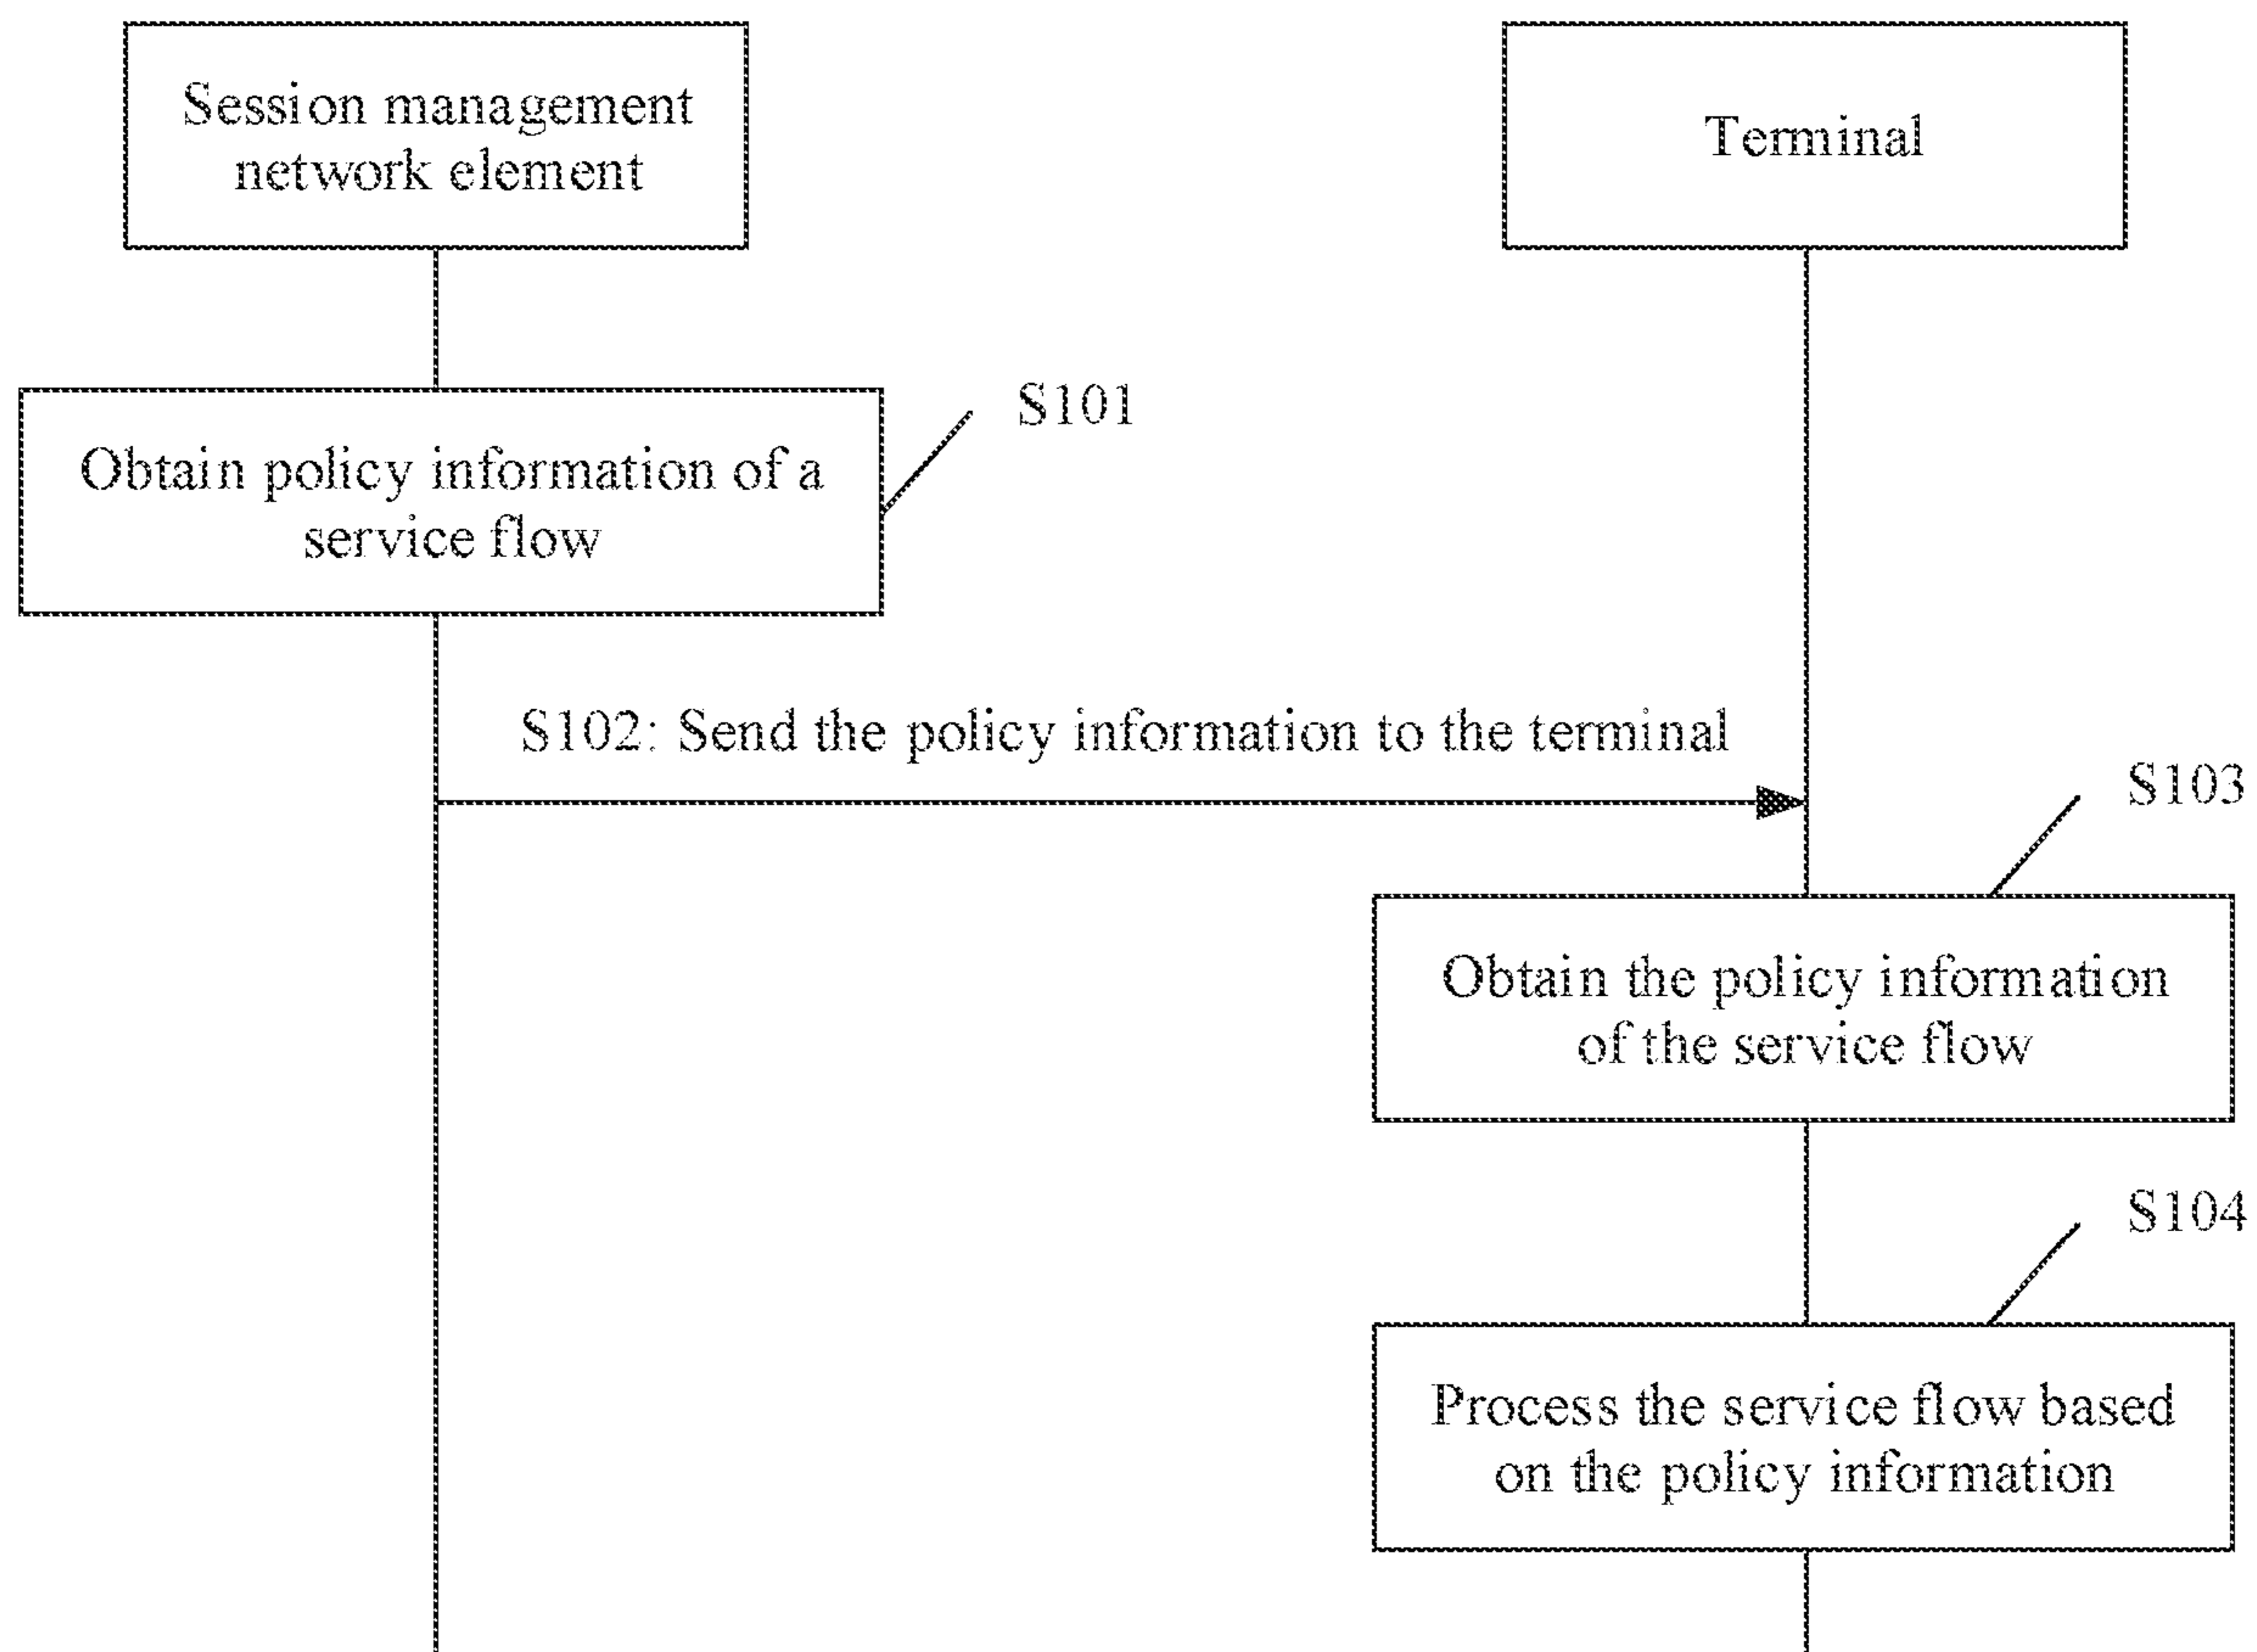 Session management
network element
Terminal
S101
Obtain policy information of a
service flow
S102: Send the policy information to the terminal
S103
Obtain the policy information
of the service flow
S104
Process the service flow based
on the policy information